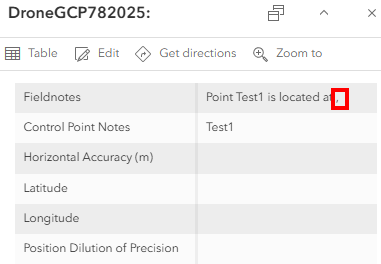 DroneGCP782025:
Table Edit Get directions Zoom to
Fieldnotes Point Test1 is located at ,
Control Point Notes Test1
Horizontal Accuracy (m)
Latitude
Longitude
Position Dilution of Precision